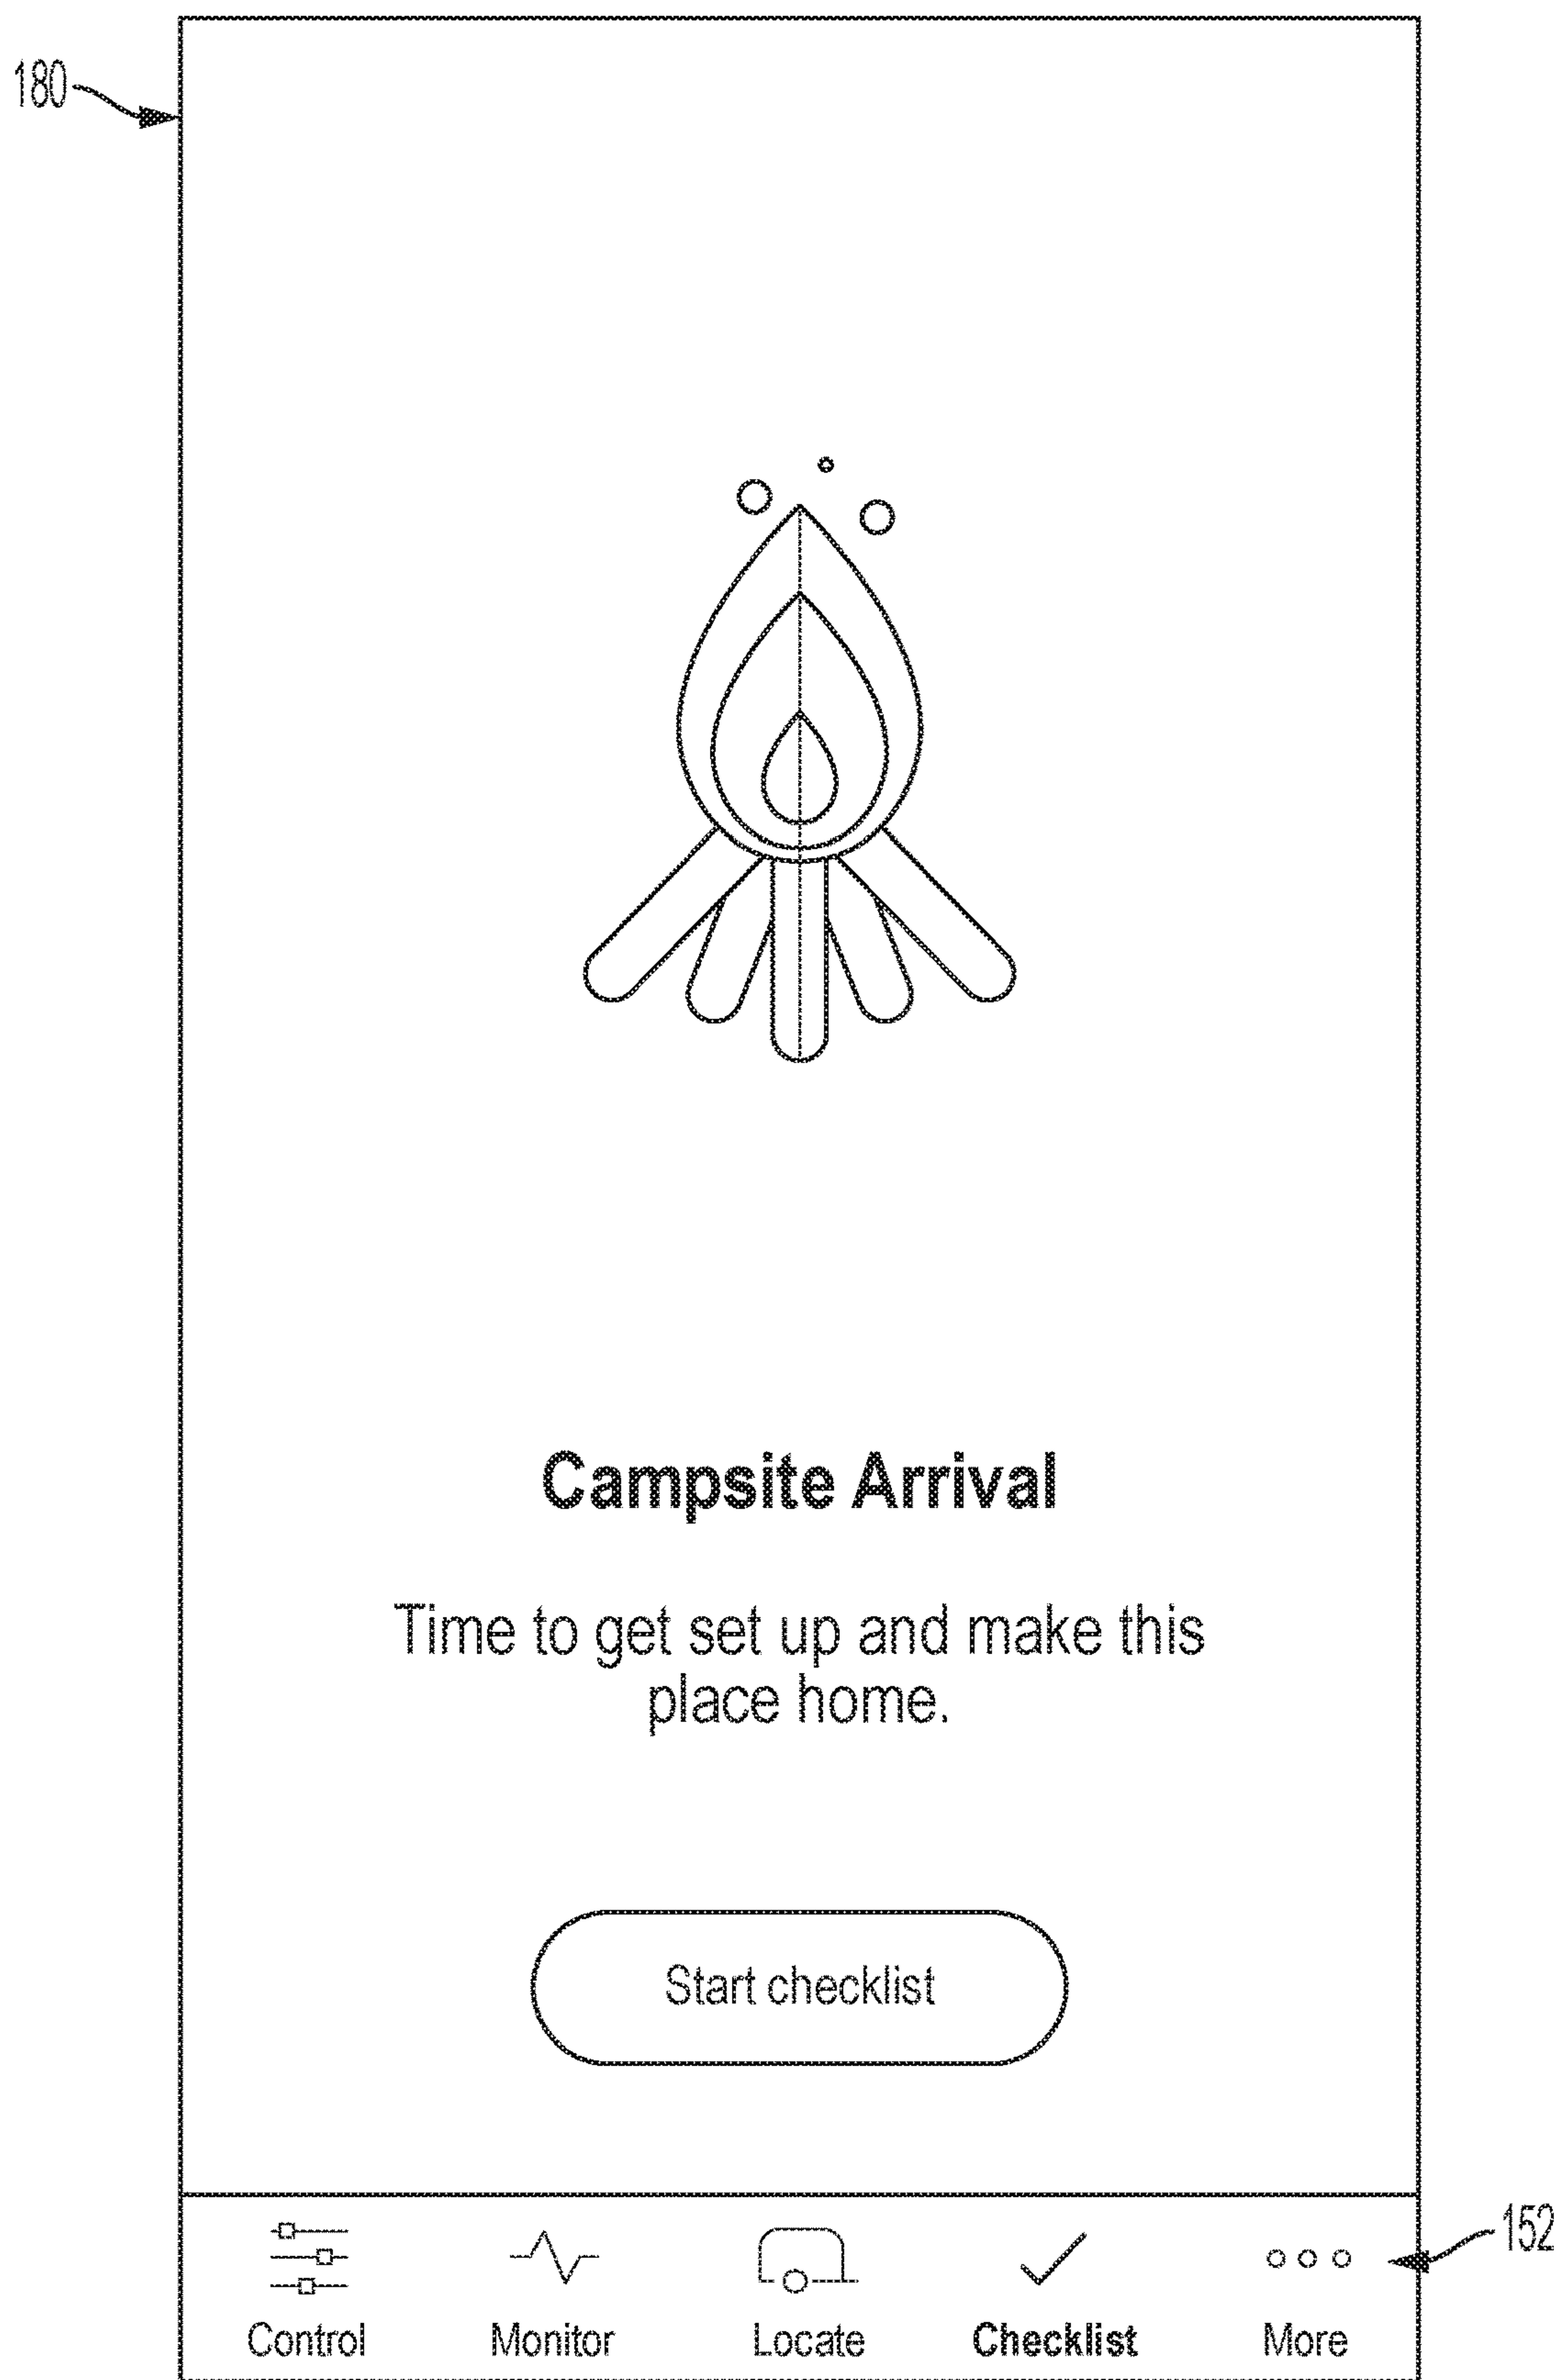 180
Campsite Arrival
Time to get set up and make this
place home.
Start checklist
152
Control Monitor Locate Checklist More